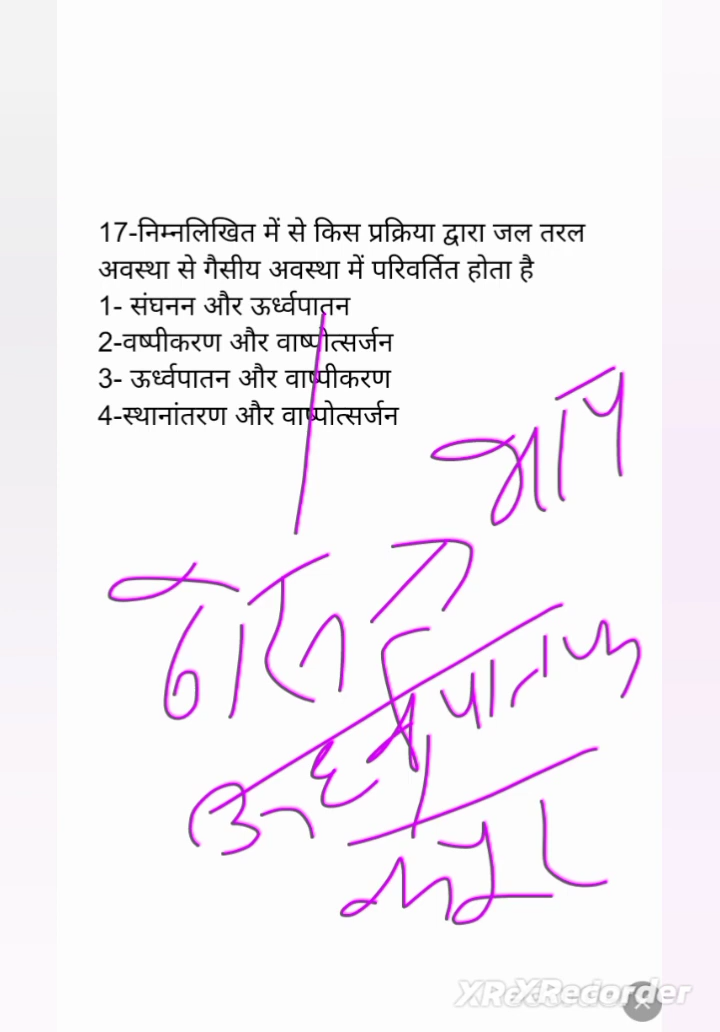 17-निम्नलिखित में से किस प्रक्रिया द्वारा जल तरल
अवस्था से गैसीय अवस्था में परिवर्तित होता है
1- संघनन और ऊर्ध्वपातन
2-वष्पीकरण और वाष्पोत्सर्जन
3- ऊर्ध्वपातन और वाष्पीकरण
4-स्थानांतरण और वाष्पोत्सर्जन
भाप
ठोस
कपूर
XRecorder